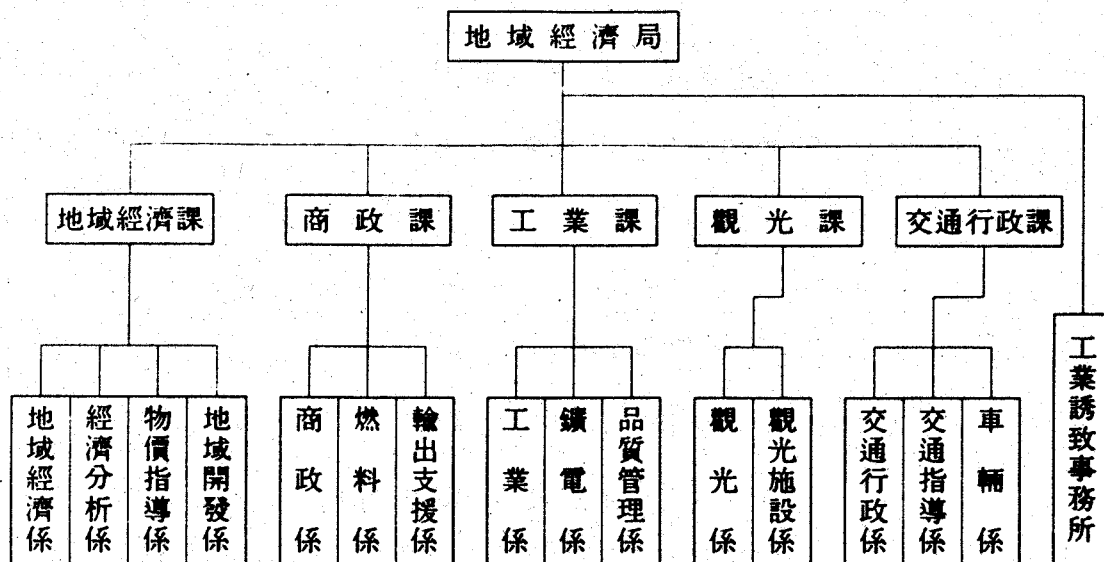 地域經濟局
地域經濟課
商政課
工業課
觀光課
交通行政課
工業誘致事務所
地域經濟係
經濟分析係
物價指導係
地域開發係
商政係
燃料係
輸出支援係
工業係
鑛電係
品質管理係
觀光係
觀光施設係
交通行政係
交通指導係
車輛係